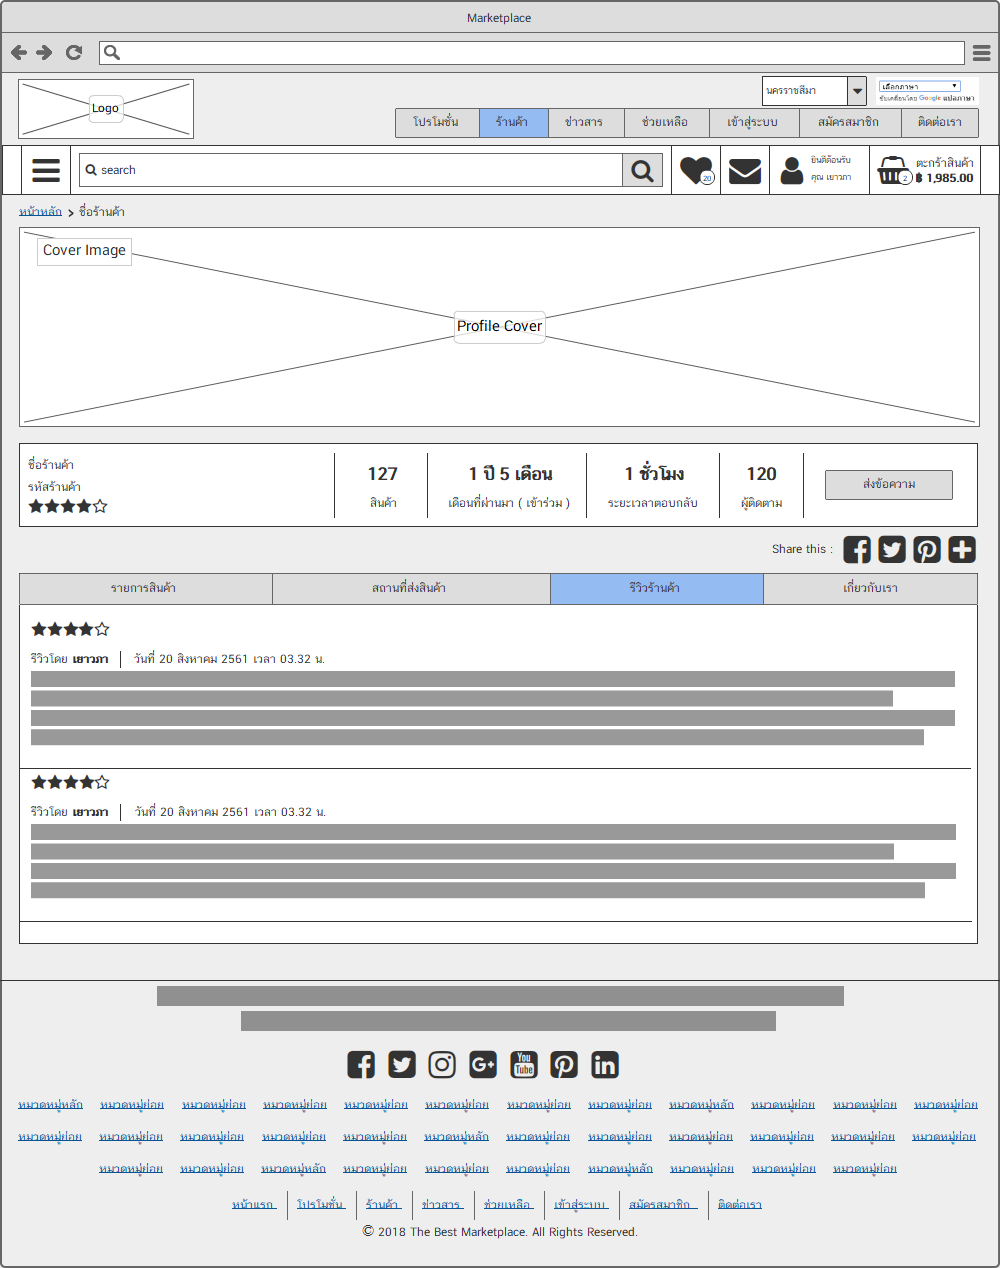 Marketplace
นครราชสีมา
เลือกภาษา
ขับเคลื่อนโดย Google แปลภาษา
Logo
โปรโมชั่น ร้านค้า ข่าวสาร ช่วยเหลือ เข้าสู่ระบบ สมัครสมาชิก ติดต่อเรา
search
20
ยินดีต้อนรับ
คุณ เยาวภา
2
ตะกร้าสินค้า
฿ 1,985.00
หน้าหลัก > ชื่อร้านค้า
Cover Image
Profile Cover
ชื่อร้านค้า
รหัสร้านค้า
127
สินค้า
1 ปี 5 เดือน
เดือนที่ผ่านมา ( เข้าร่วม )
1 ชั่วโมง
ระยะเวลาตอบกลับ
120
ผู้ติดตาม
ส่งข้อความ
Share this :
รายการสินค้า สถานที่ส่งสินค้า รีวิวร้านค้า เกี่ยวกับเรา
รีวิวโดย เยาวภา วันที่ 20 สิงหาคม 2561 เวลา 03.32 น.
รีวิวโดย เยาวภา วันที่ 20 สิงหาคม 2561 เวลา 03.32 น.
You Tube
หมวดหมู่หลัก หมวดหมู่ย่อย หมวดหมู่ย่อย หมวดหมู่ย่อย หมวดหมู่ย่อย หมวดหมู่ย่อย หมวดหมู่ย่อย หมวดหมู่ย่อย หมวดหมู่หลัก หมวดหมู่ย่อย หมวดหมู่ย่อย หมวดหมู่ย่อย
หมวดหมู่ย่อย หมวดหมู่ย่อย หมวดหมู่ย่อย หมวดหมู่ย่อย หมวดหมู่ย่อย หมวดหมู่หลัก หมวดหมู่ย่อย หมวดหมู่ย่อย หมวดหมู่ย่อย หมวดหมู่ย่อย หมวดหมู่ย่อย หมวดหมู่ย่อย
หมวดหมู่ย่อย หมวดหมู่ย่อย หมวดหมู่หลัก หมวดหมู่ย่อย หมวดหมู่ย่อย หมวดหมู่ย่อย หมวดหมู่หลัก หมวดหมู่ย่อย หมวดหมู่ย่อย หมวดหมู่ย่อย
หน้าแรก โปรโมชั่น ร้านค้า ข่าวสาร ช่วยเหลือ เข้าสู่ระบบ สมัครสมาชิก ติดต่อเรา
© 2018 The Best Marketplace. All Rights Reserved.